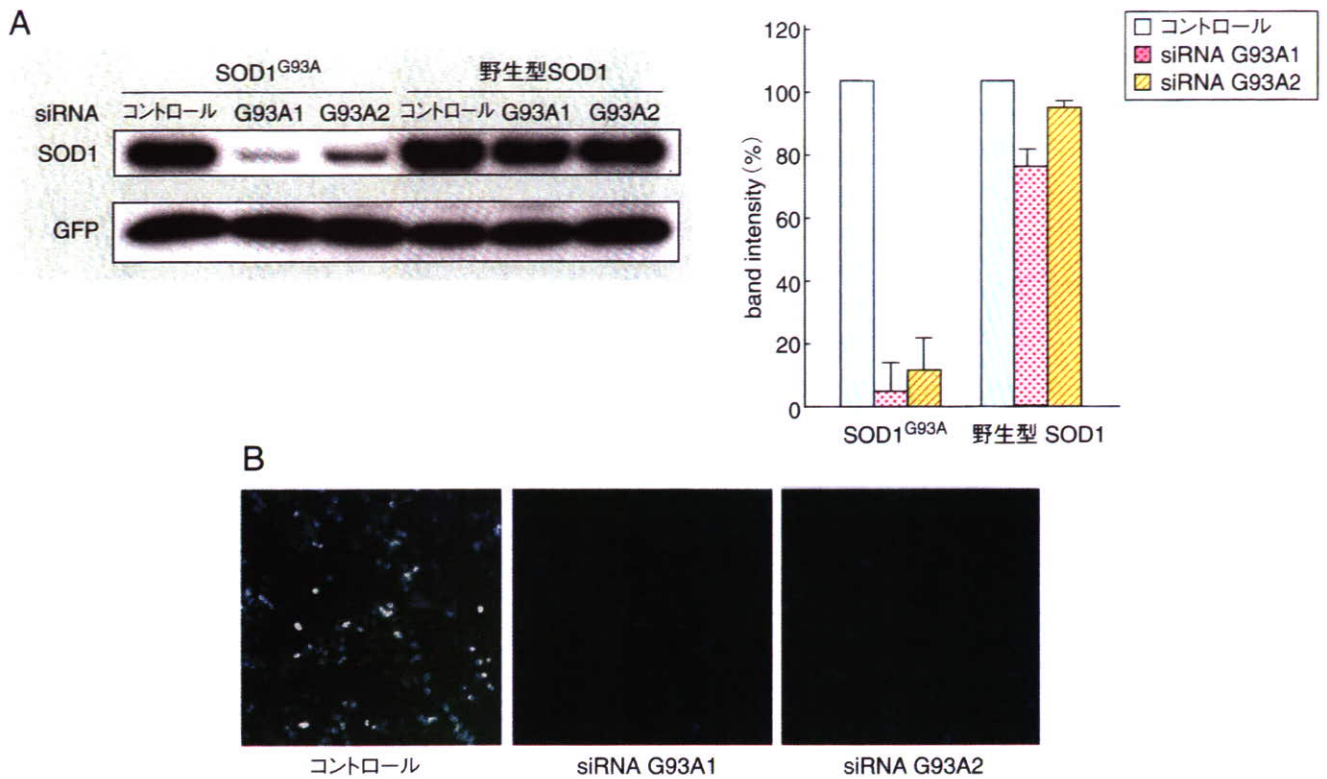 A
SOD1G93A 野生型SOD1
siRNA コントロール G93A1 G93A2 コントロール G93A1 G93A2
SOD1
GFP
band intensity (%)
120
100
80
60
40
20
0
SOD1G93A 野生型 SOD1
コントロール
siRNA G93A1
siRNA G93A2
B
コントロール siRNA G93A1 siRNA G93A2